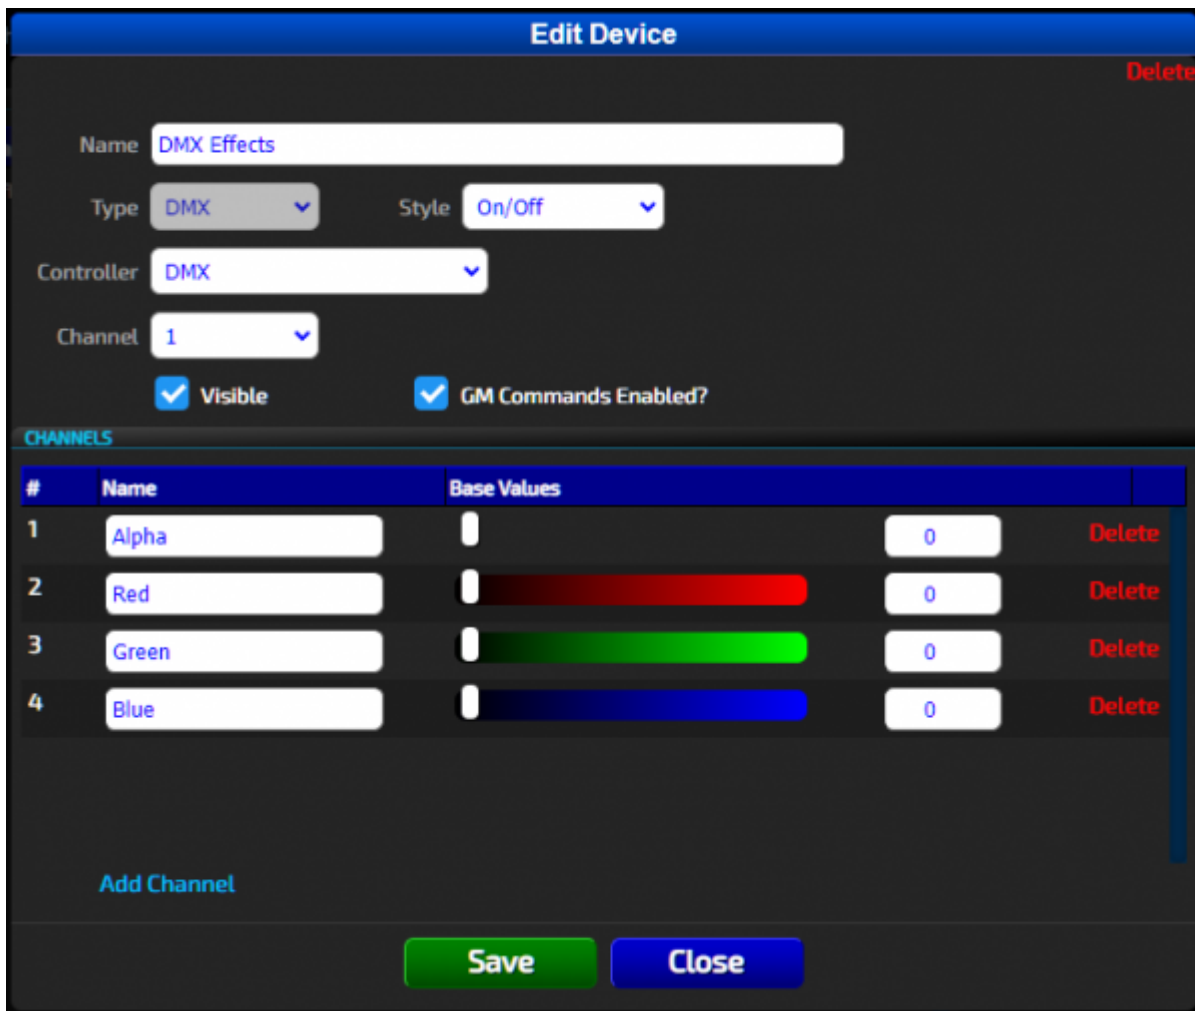 Edit Device
Delete
Name DMX Effects
Type DMX Style On/Off
Controller DMX
Channel 1
Visible GM Commands Enabled?
CHANNELS
# Name Base Values
1 Alpha 0 Delete
2 Red 0 Delete
3 Green 0 Delete
4 Blue 0 Delete
Add Channel
Save Close